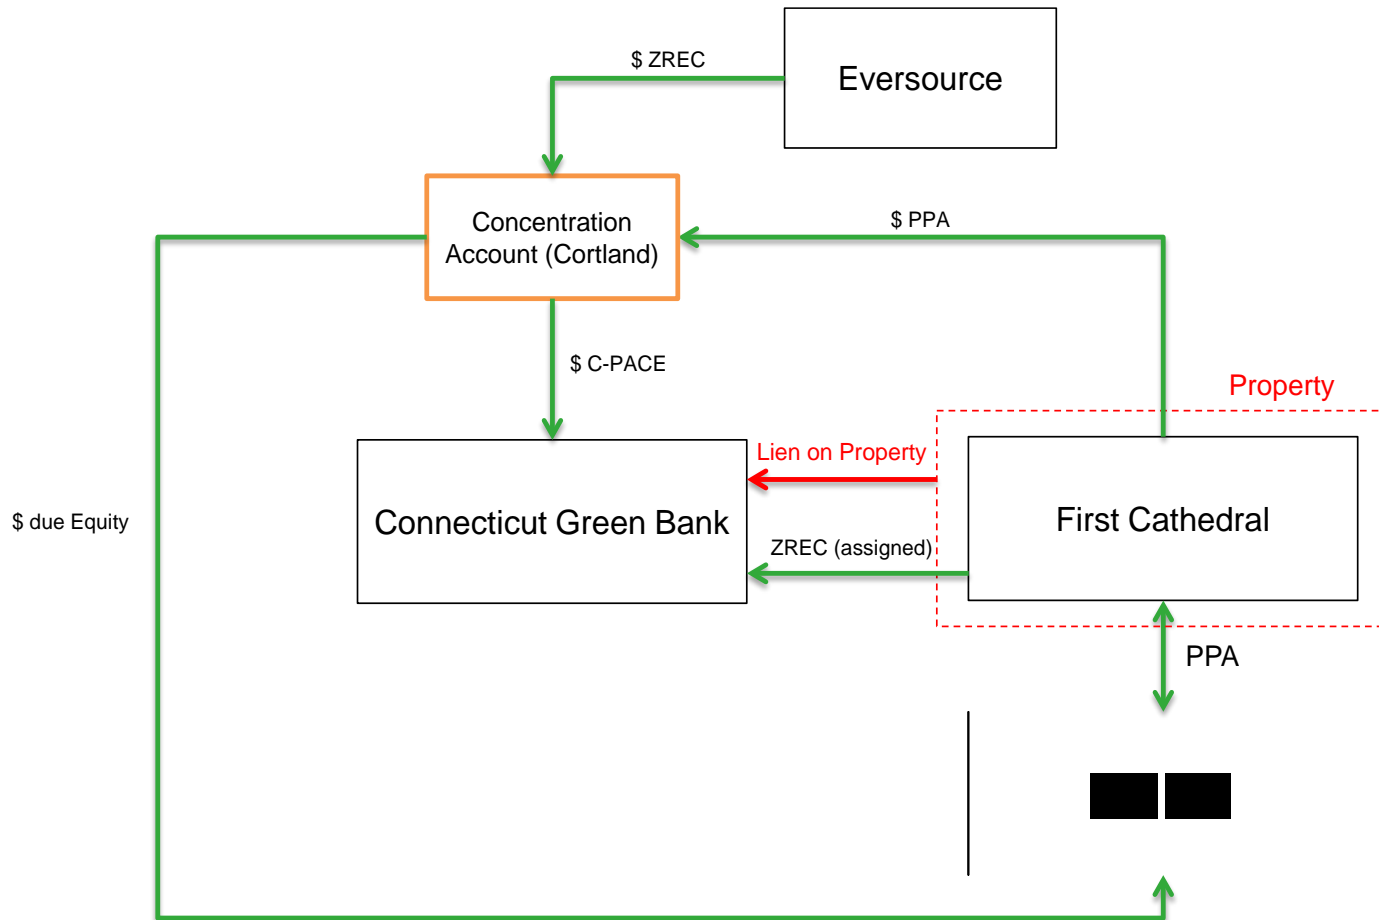 $ ZREC
Eversource
Concentration
Account (Cortland)
$ PPA
$ C-PACE
Property
Lien on Property
Connecticut Green Bank
First Cathedral
$ due Equity
ZREC (assigned)
PPA